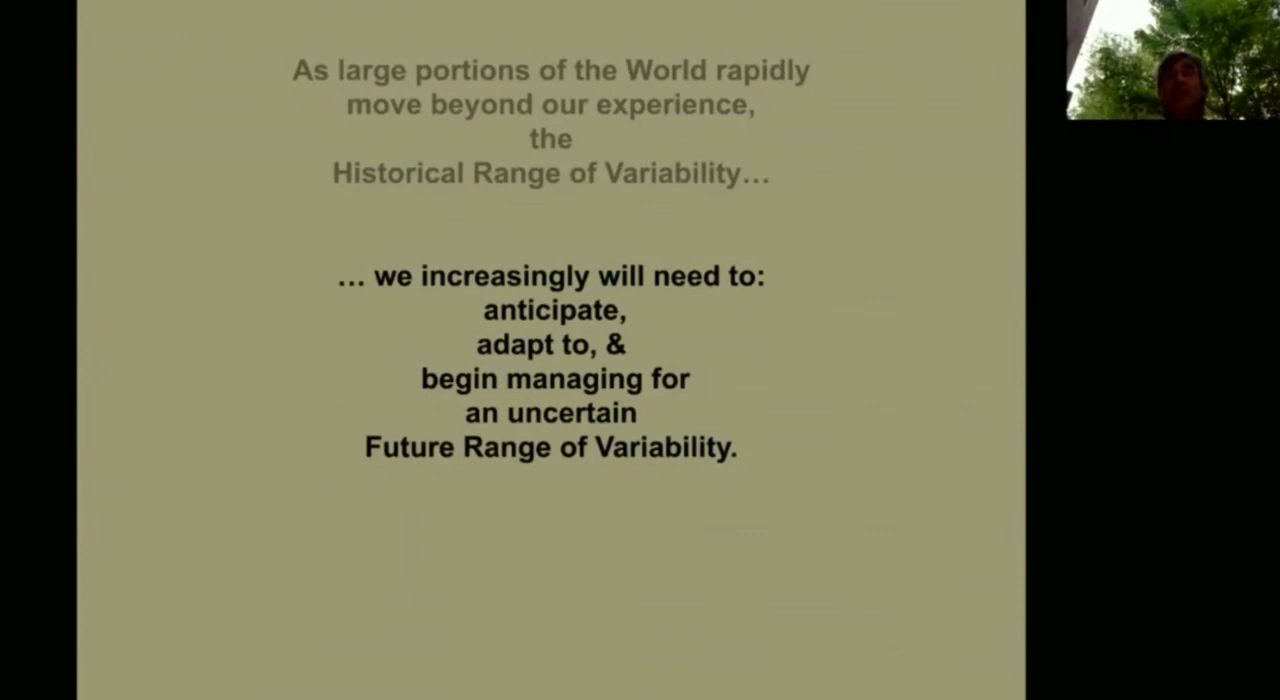 As large portions of the World rapidly
move beyond our experience,
the
Historical Range of Variability…
… we increasingly will need to:
anticipate,
adapt to, &
begin managing for
an uncertain
Future Range of Variability.